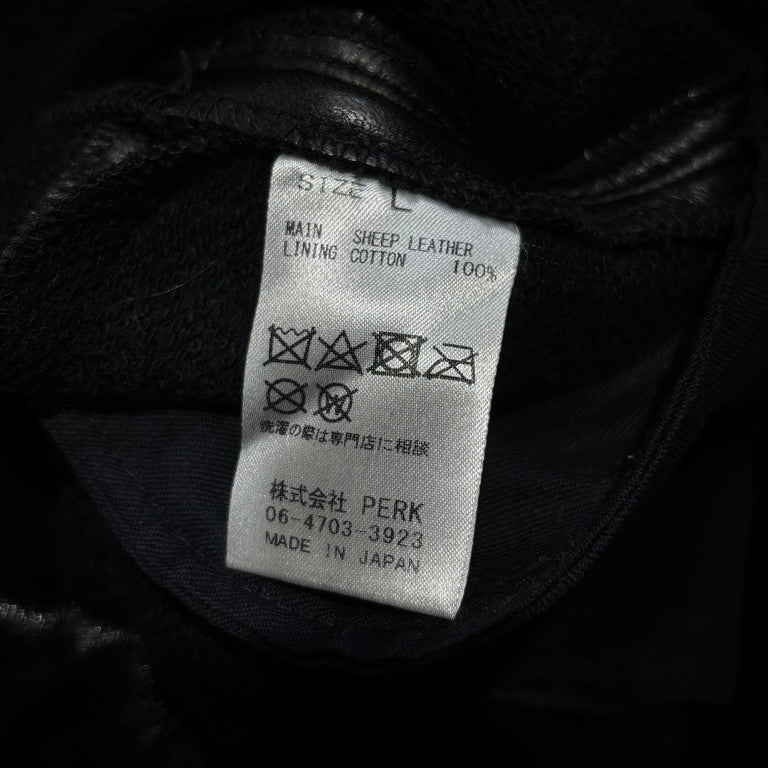 SIZE L
MAIN SHEEP LEATHER
LINING COTTON 100%
W
洗濯の際は専門店に相談
株式会社 PERK
06-4703-3923
MADE IN JAPAN